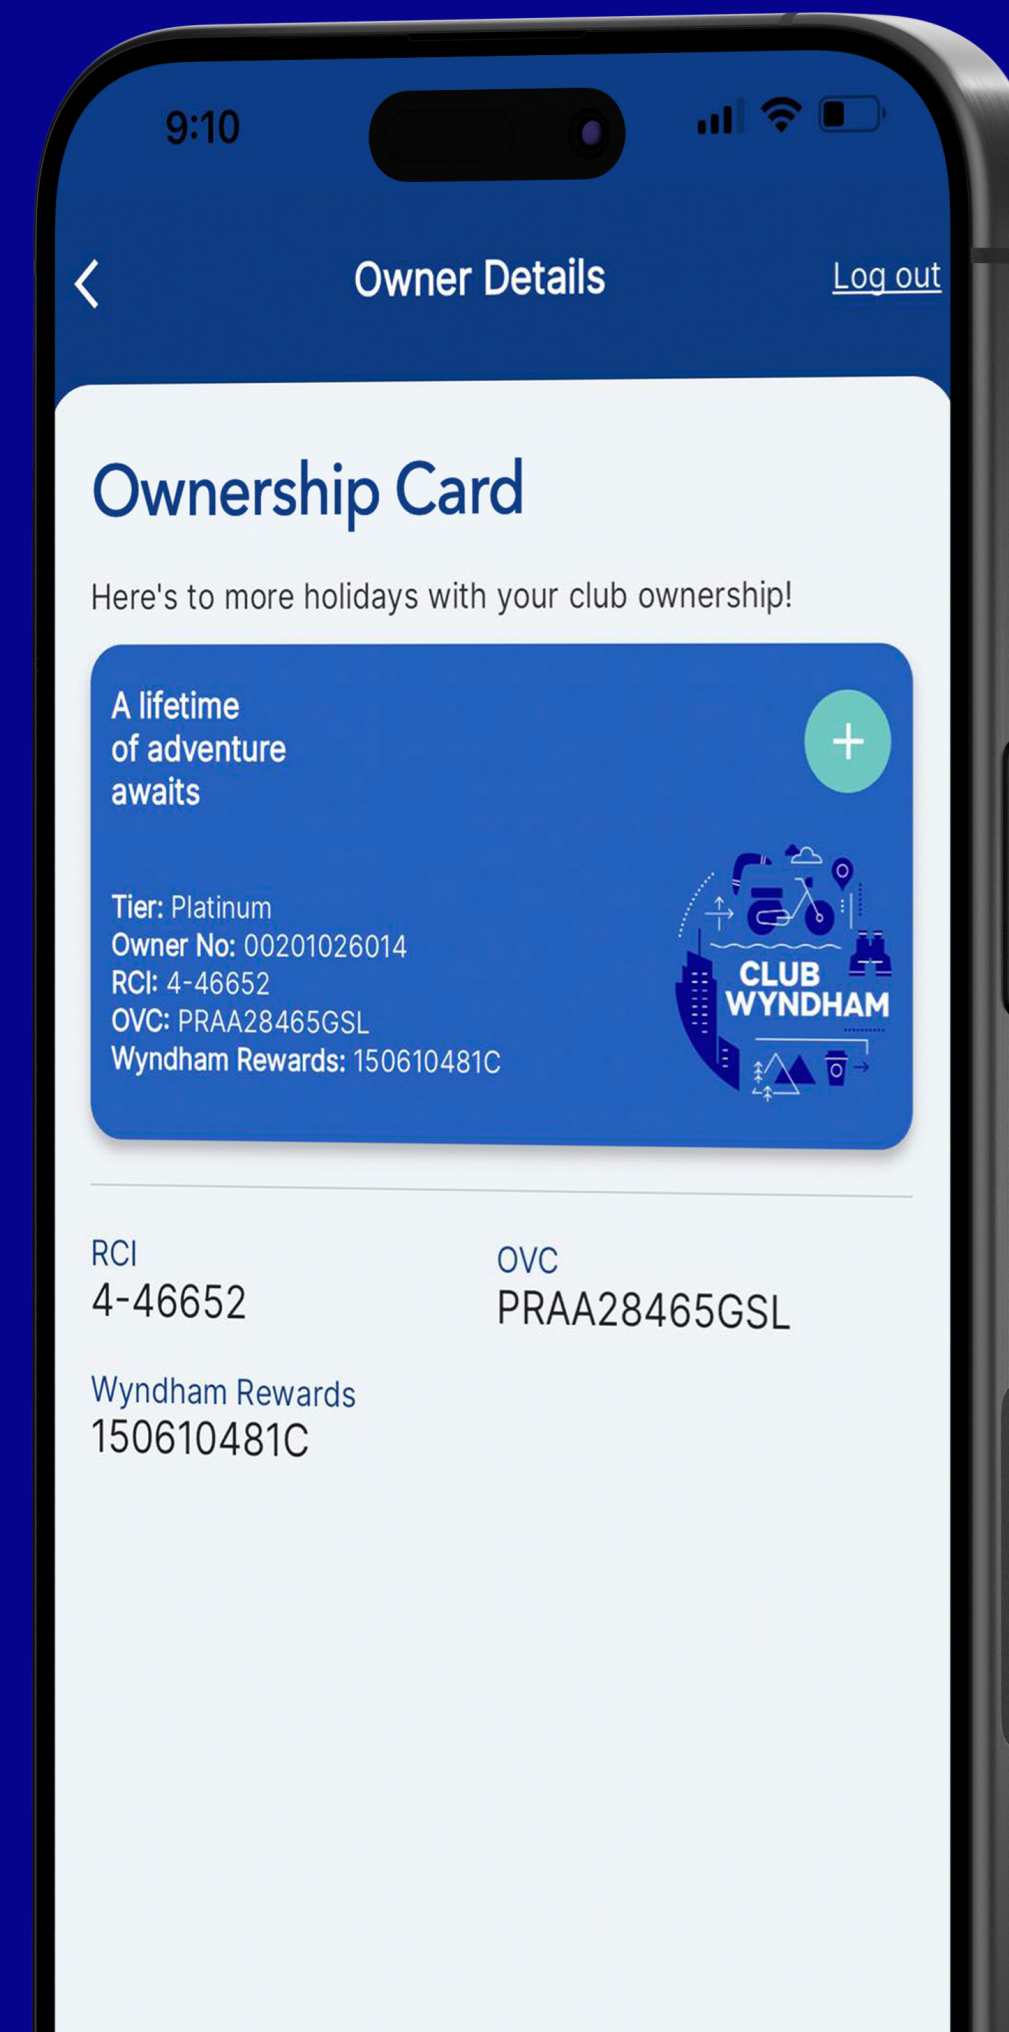 9:10
Owner Details
Log out
Ownership Card
Here's to more holidays with your club ownership!
A lifetime
of adventure
awaits
Tier: Platinum
Owner No: 00201026014
RCI: 4-46652
OVC: PRAA28465GSL
Wyndham Rewards: 150610481C
CLUB
WYNDHAM
RCI
4-46652
OVC
PRAA28465GSL
Wyndham Rewards
150610481C